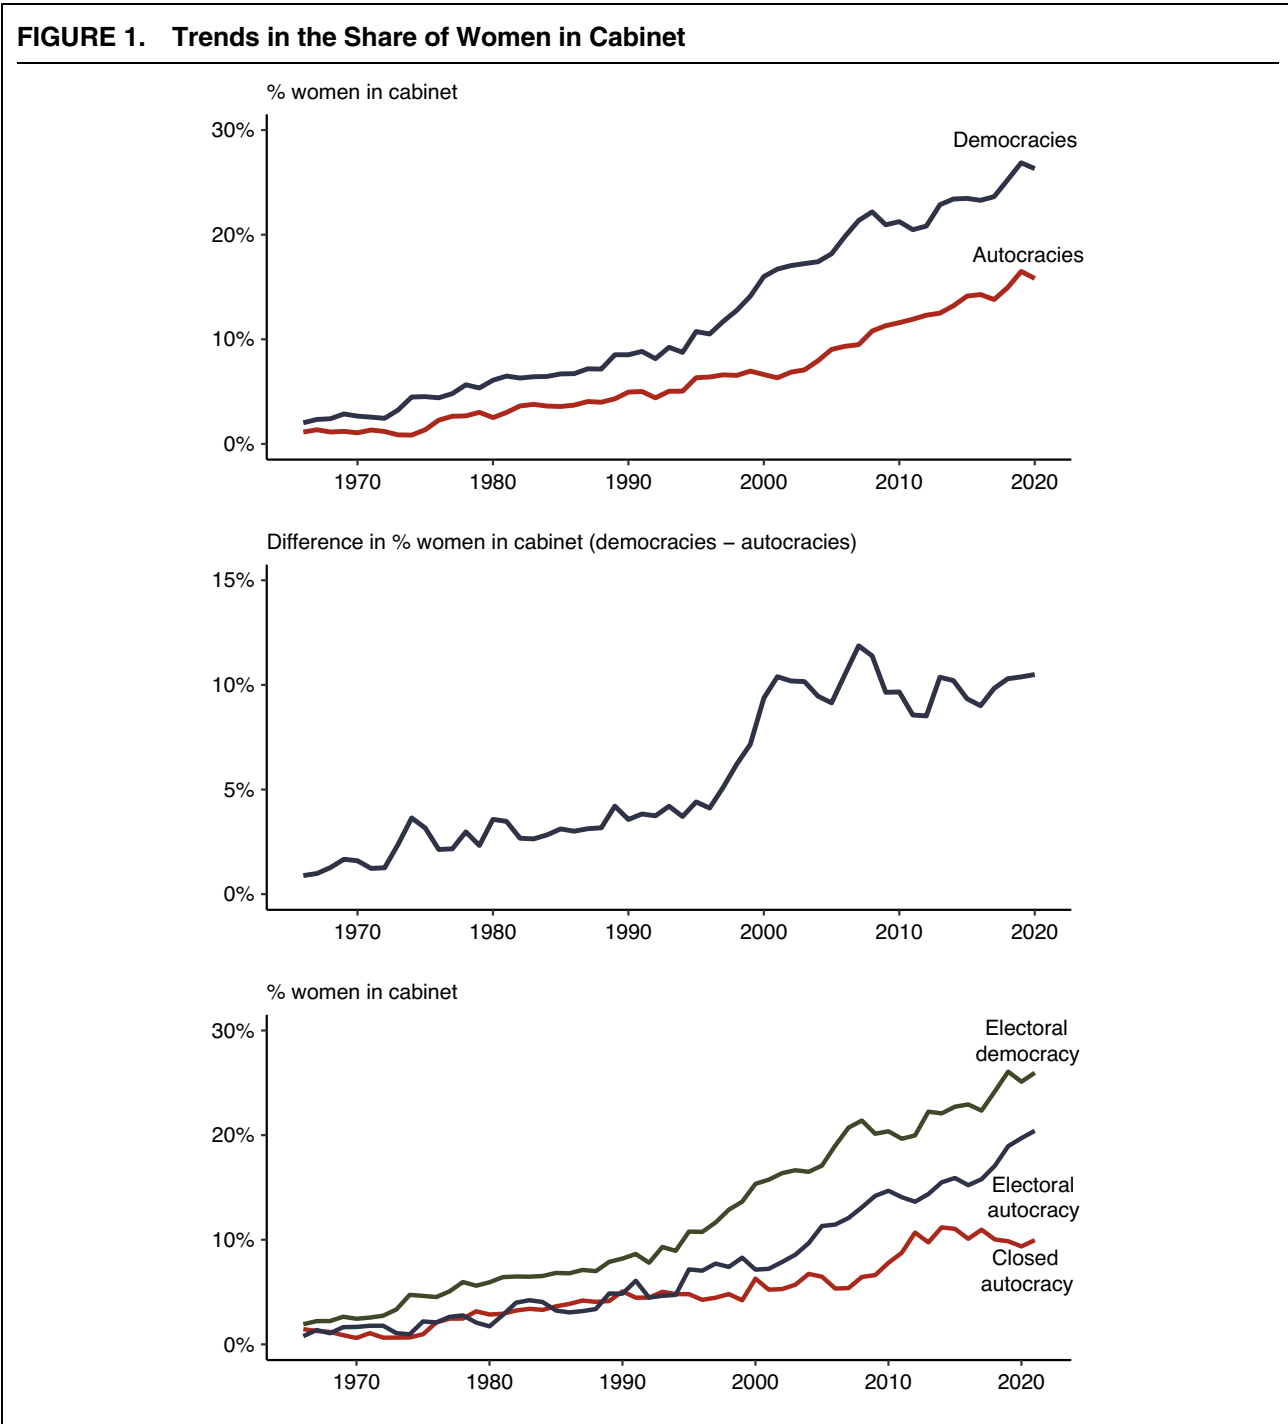 FIGURE 1. Trends in the Share of Women in Cabinet
% women in cabinet
30%
20%
10%
0%
Democracies
Autocracies
1970 1980 1990 2000 2010 2020
Difference in % women in cabinet (democracies − autocracies)
15%
10%
5%
0%
1970 1980 1990 2000 2010 2020
% women in cabinet
30%
20%
10%
0%
Electoral
democracy
Electoral
autocracy
Closed
autocracy
1970 1980 1990 2000 2010 2020